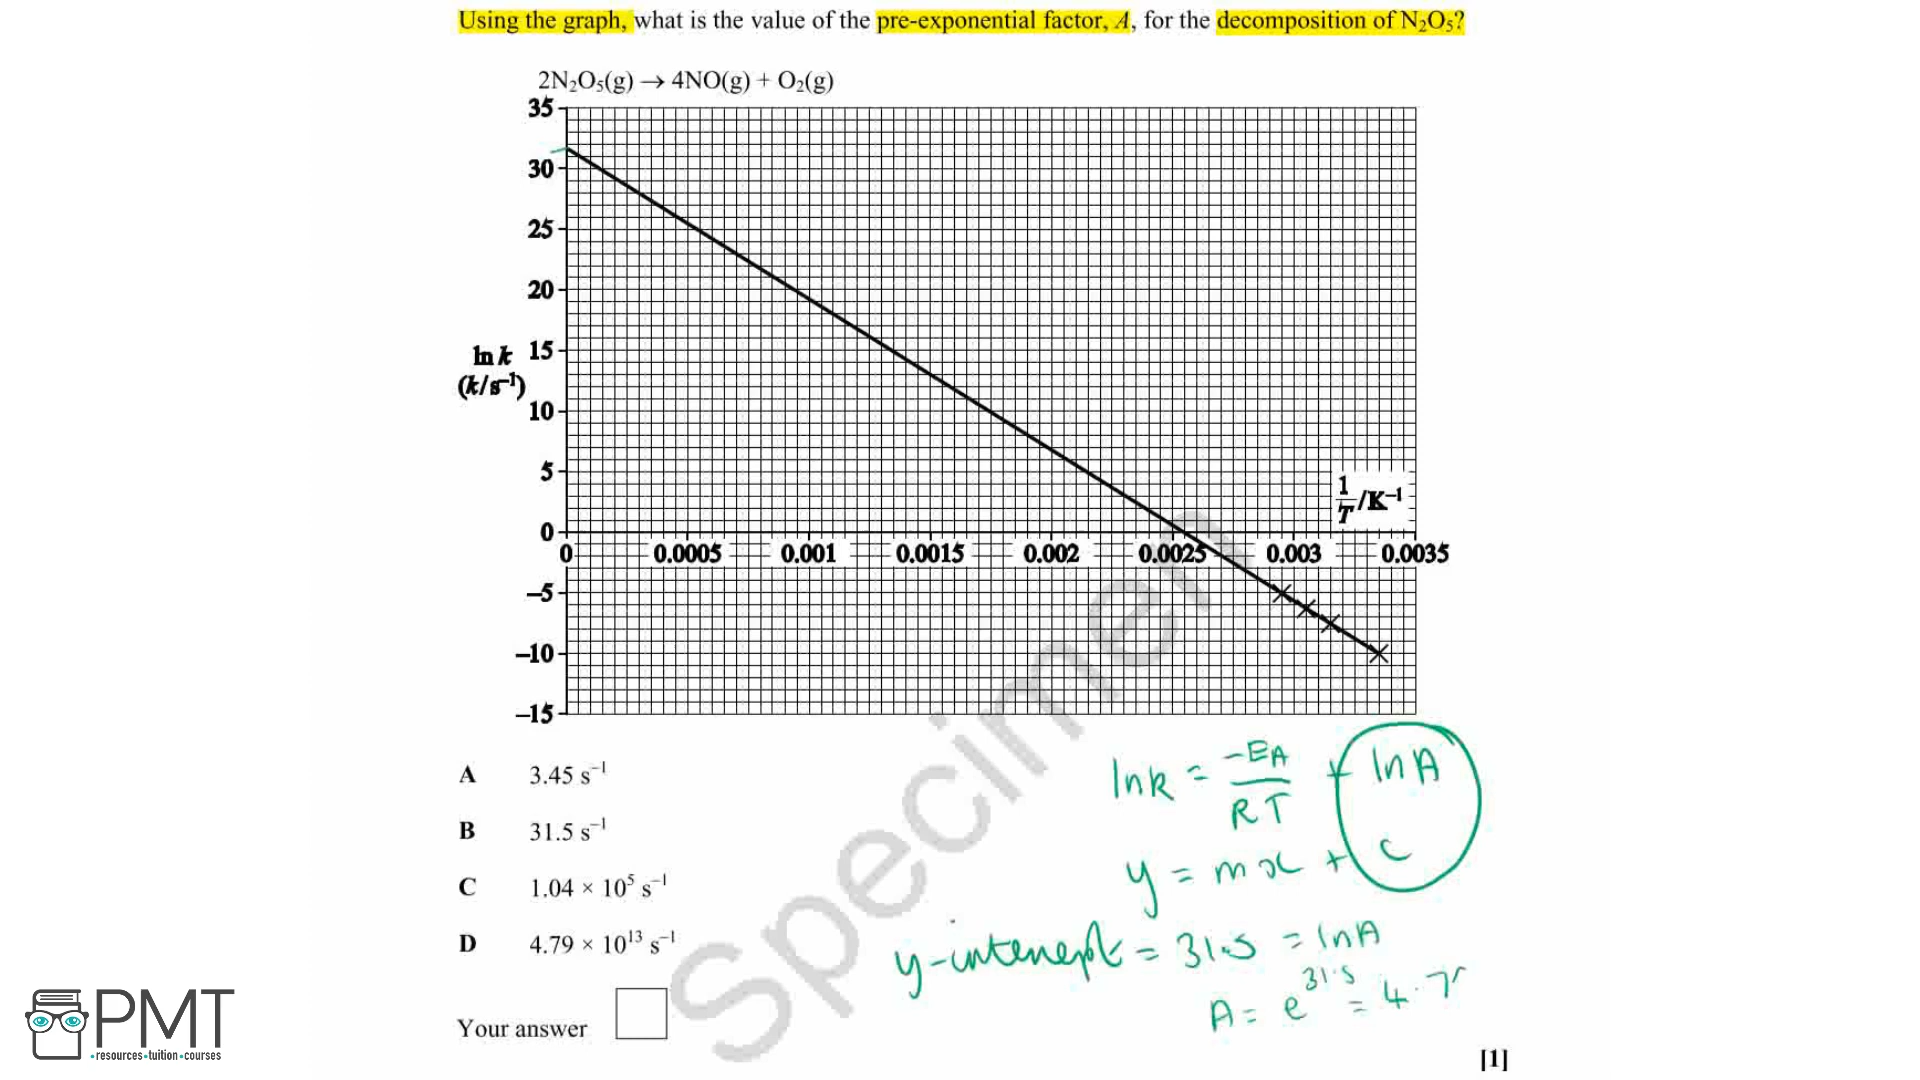 Using the graph, what is the value of the pre-exponential factor, A, for the decomposition of N₂O₅?
2N₂O₅(g) → 4NO(g) + O₂(g)
35
30
25
20
ln k 15
(k/s⁻¹)
10
5
1/T /K⁻¹
0
0 0.0005 0.001 0.0015 0.002 0.0025 0.003 0.0035
–5
–10
–15
Specimen
ln k = -EA/RT + ln A
y = mx + c
y-intercept = 31.5 = ln A
A = e^31.5 = 4.7
A 3.45 s⁻¹
B 31.5 s⁻¹
C 1.04 × 10⁵ s⁻¹
D 4.79 × 10¹³ s⁻¹
Your answer
[1]
PMT
•resources•tuition•courses